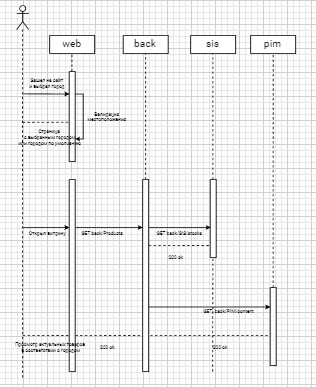 web
back
sis
pim
Зашел на сайт
и выбрал город
Валидация
местоположения
Страница
с выбранным городом
или городом по умолчанию
Открыл витрину
GET back/Products
GET back/SIS/stocks
200 ok
GET back/PIM/content
Просмотр актуальных товаров
в соответствии с городом
200 ok
200 ok